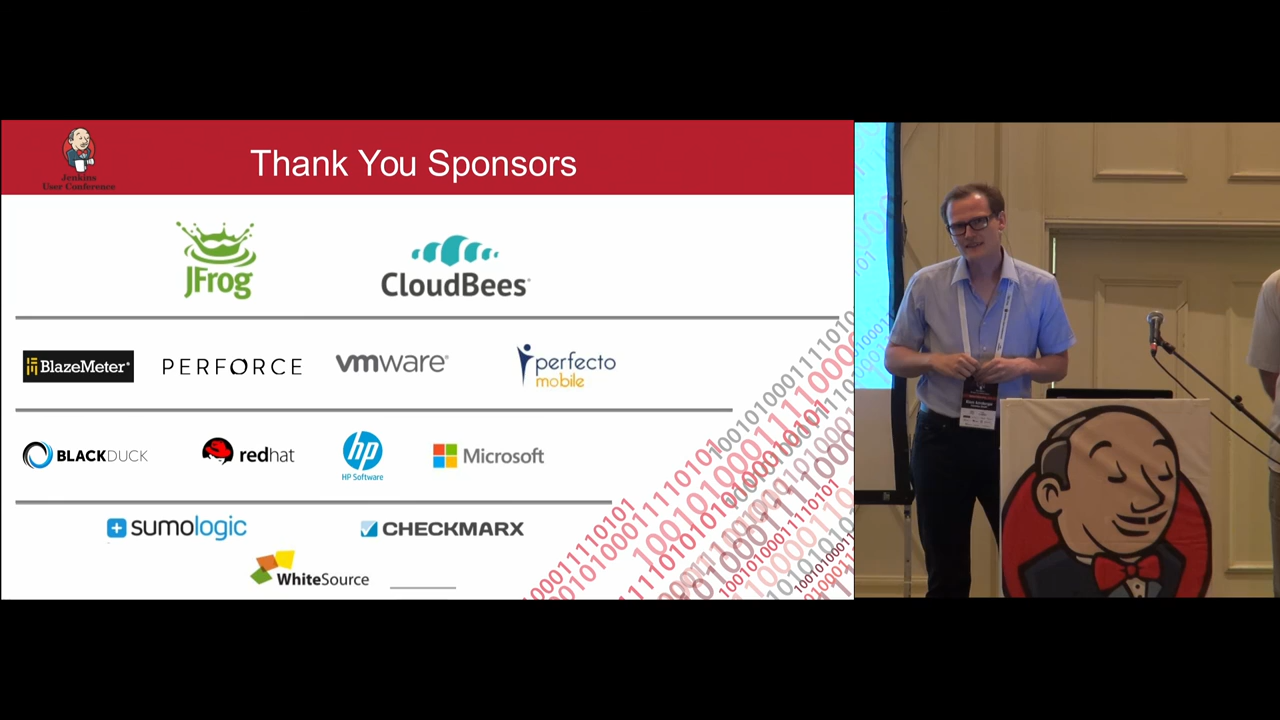 Thank You Sponsors
Jenkins
User Conference
JFrog
CloudBees
BlazeMeter
PERFORCE
vmware
perfecto
mobile
BLACKDUCK
redhat
hp
HP Software
Microsoft
sumologic
CHECKMARX
WhiteSource